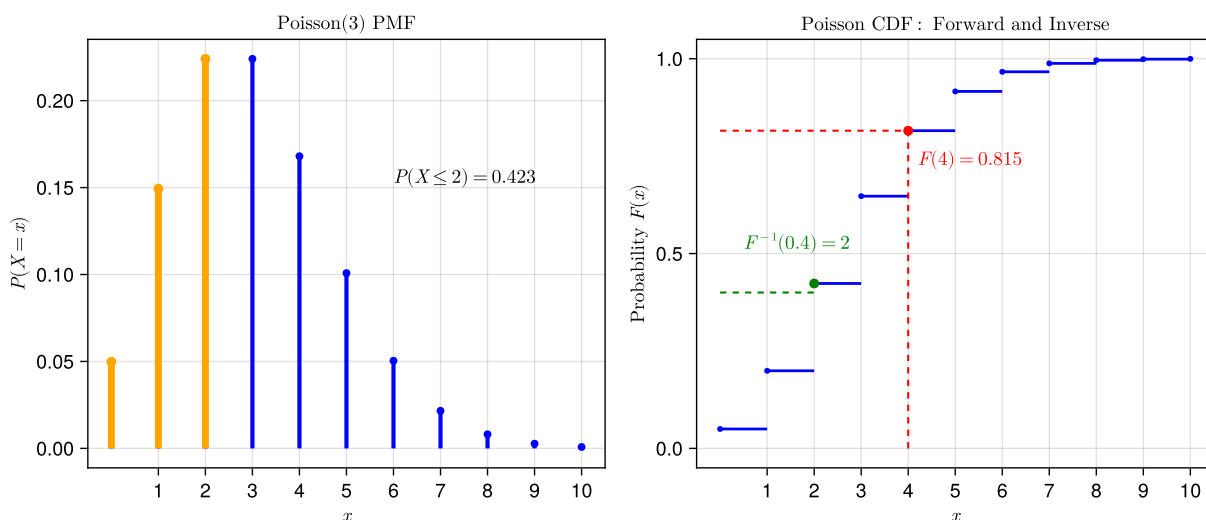 Poisson(3) PMF
P(X = x)
0.20
0.15
0.10
0.05
0.00
P(X ≤ 2) = 0.423
1 2 3 4 5 6 7 8 9 10
x
Poisson CDF : Forward and Inverse
Probability F(x)
1.0
0.5
0.0
F(4) = 0.815
F⁻¹(0.4) = 2
1 2 3 4 5 6 7 8 9 10
x